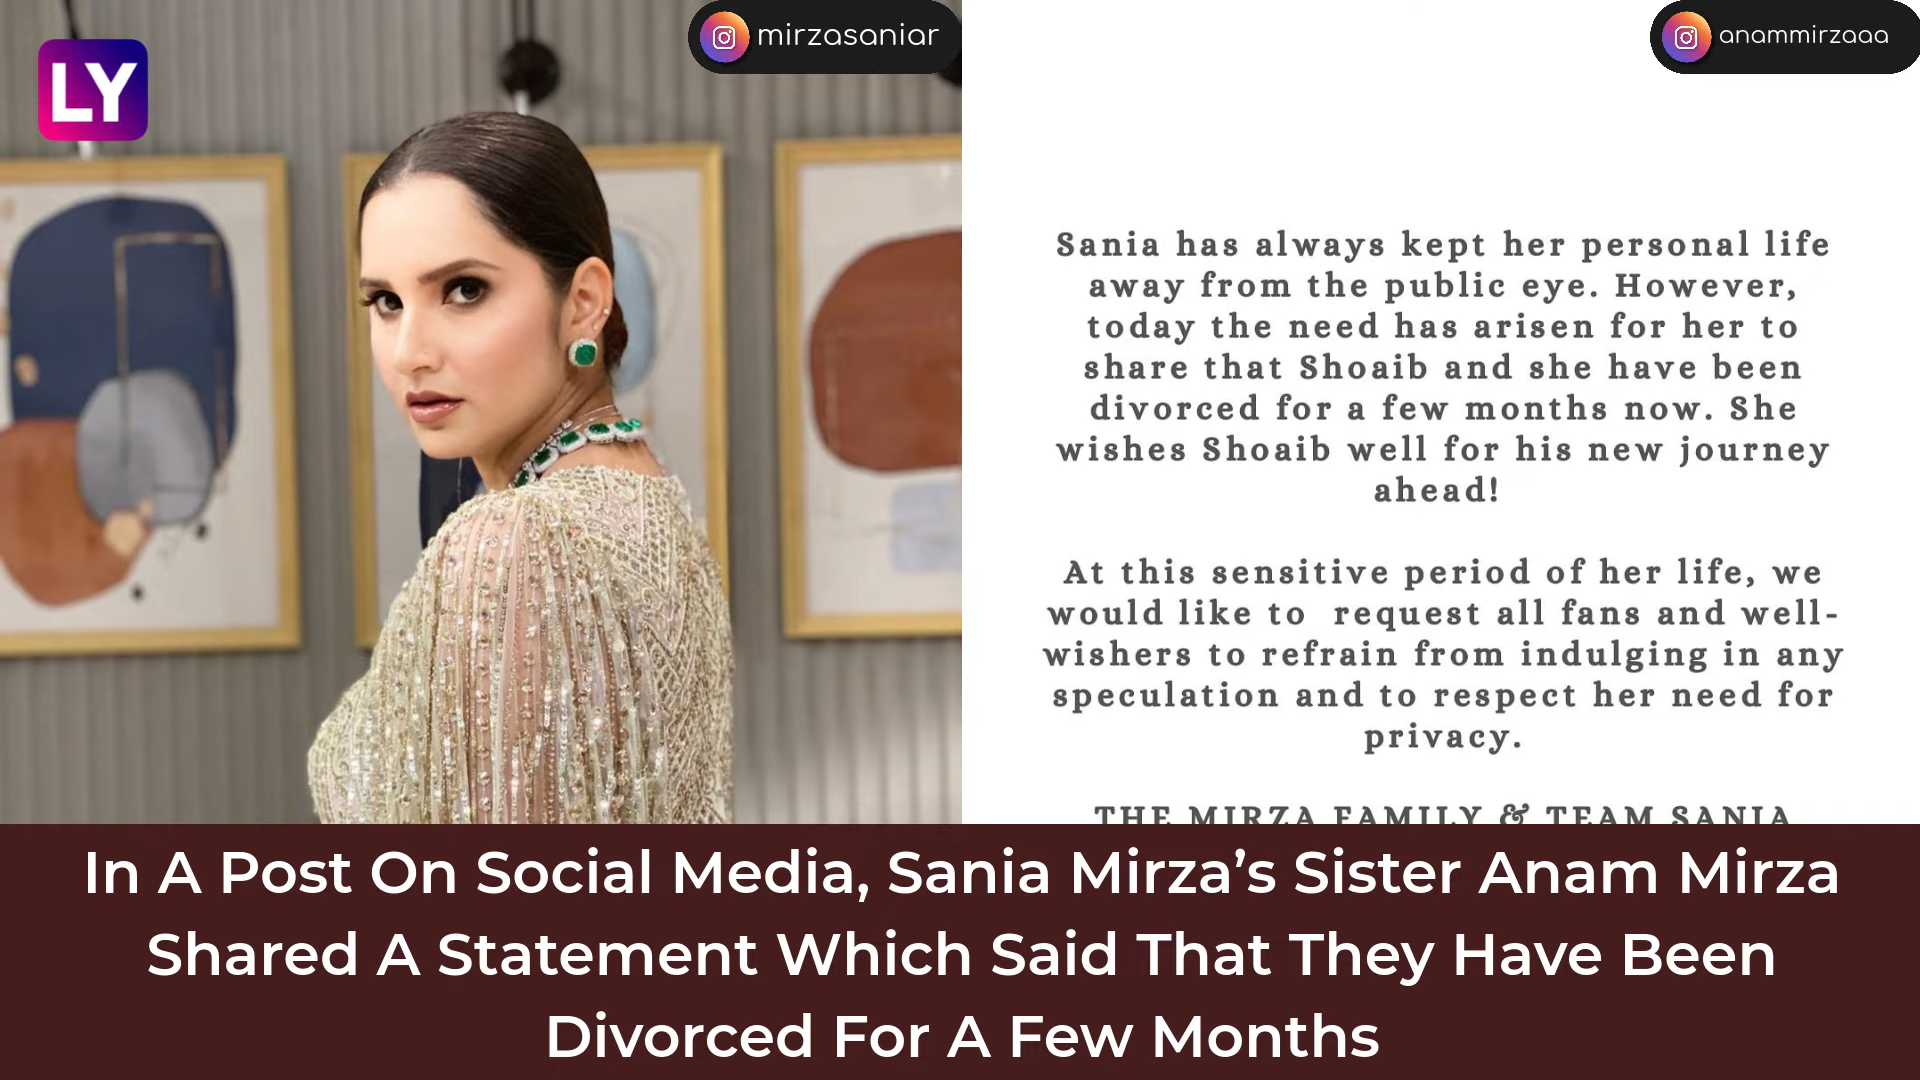 LY
mirzasaniar
anammirzaaa
Sania has always kept her personal life
away from the public eye. However,
today the need has arisen for her to
share that Shoaib and she have been
divorced for a few months now. She
wishes Shoaib well for his new journey
ahead!
At this sensitive period of her life, we
would like to request all fans and well-
wishers to refrain from indulging in any
speculation and to respect her need for
privacy.
THE MIRZA FAMILY & TEAM SANIA
In A Post On Social Media, Sania Mirza’s Sister Anam Mirza
Shared A Statement Which Said That They Have Been
Divorced For A Few Months